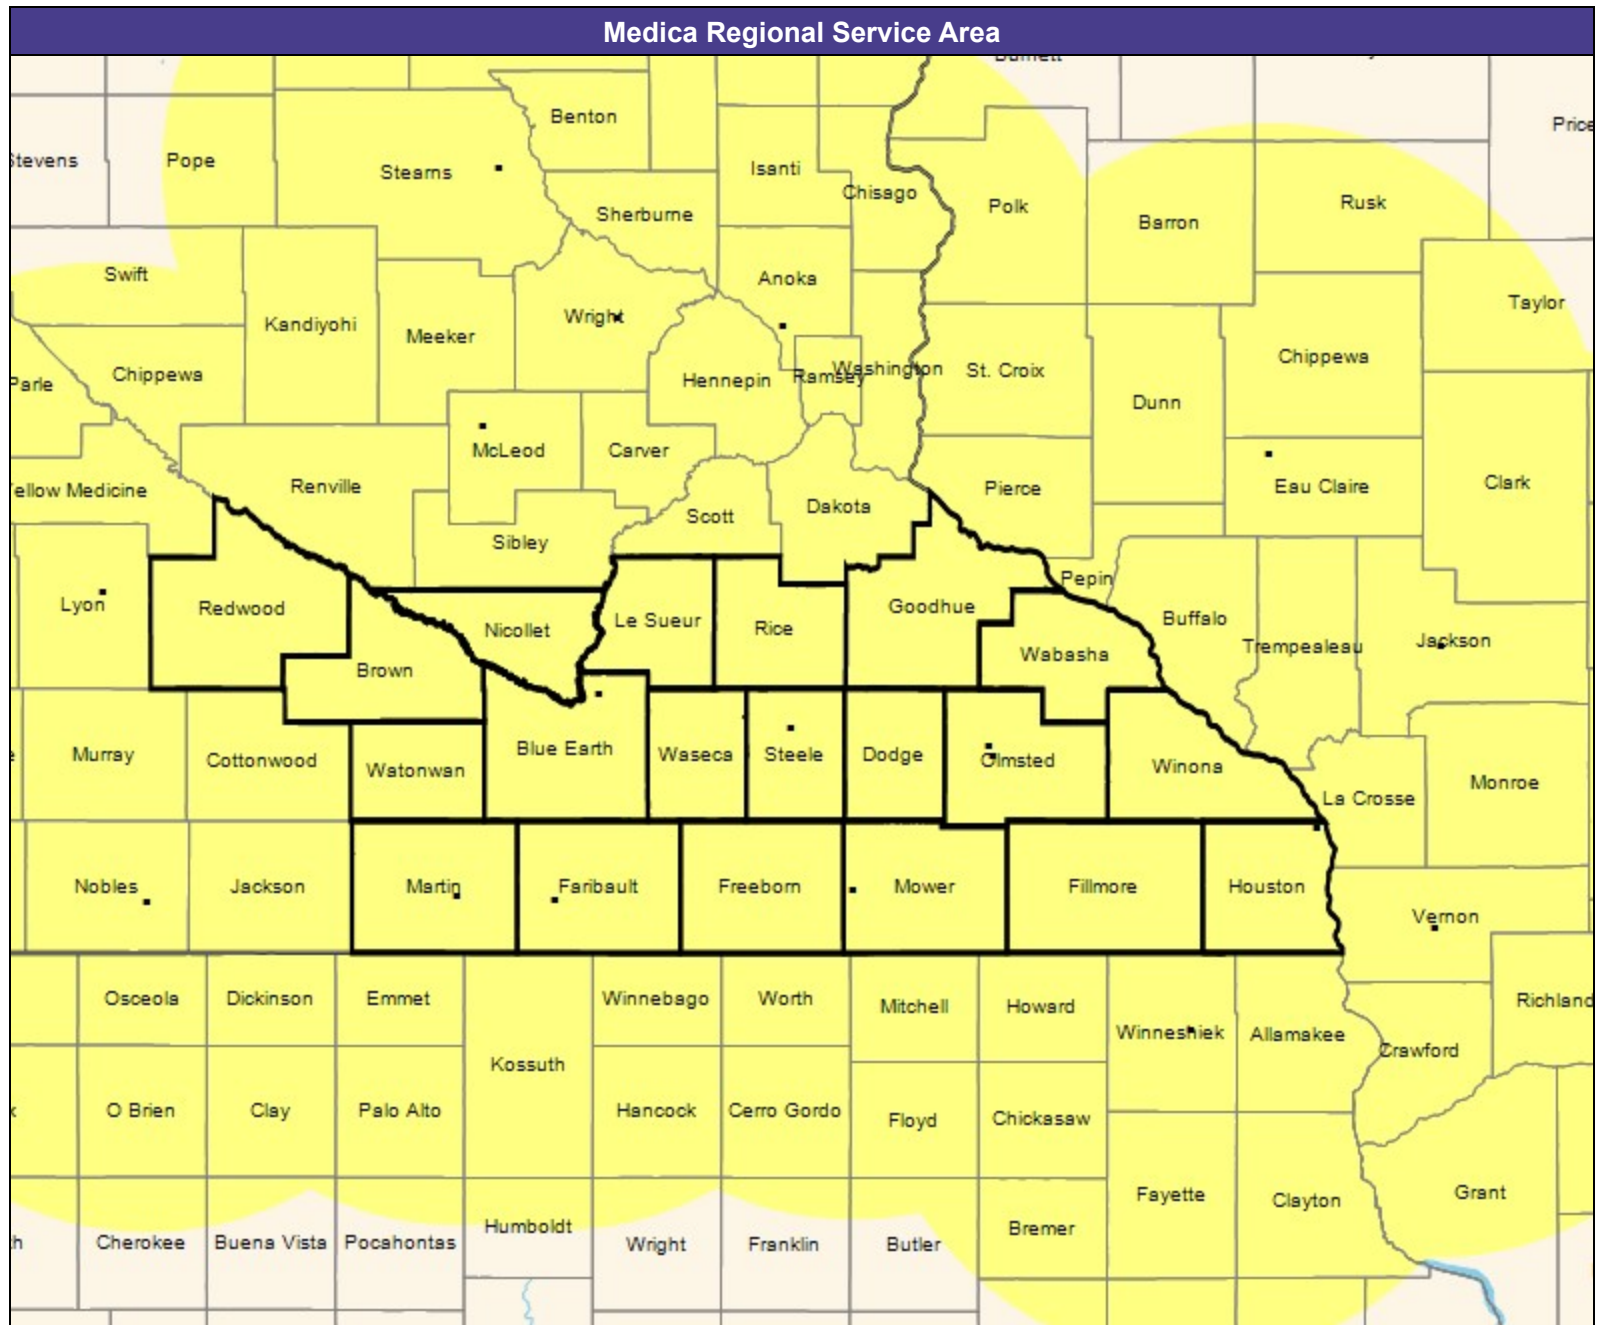 Medica Regional Service Area
Benton
Price
Stevens
Pope
Stearns
Isanti
Chisago
Sherburne
Polk
Barron
Rusk
Swift
Anoka
Taylor
Kandiyohi
Meeker
Wright
Chippewa
Hennepin
Ramsey
Washington
St. Croix
Chippewa
Parle
Dunn
McLeod
Carver
Renville
Yellow Medicine
Scott
Dakota
Pierce
Eau Claire
Clark
Sibley
Pepin
Lyon
Redwood
Nicollet
Le Sueur
Rice
Goodhue
Buffalo
Trempealeau
Jackson
Brown
Wabasha
Murray
Cottonwood
Watonwan
Blue Earth
Waseca
Steele
Dodge
Olmsted
Winona
La Crosse
Monroe
Nobles
Jackson
Martin
Faribault
Freeborn
Mower
Fillmore
Houston
Vernon
Osceola
Dickinson
Emmet
Winnebago
Worth
Mitchell
Howard
Winneshiek
Allamakee
Crawford
Richland
Kossuth
O Brien
Clay
Palo Alto
Hancock
Cerro Gordo
Floyd
Chickasaw
Fayette
Clayton
Grant
Cherokee
Buena Vista
Pocahontas
Humboldt
Wright
Franklin
Butler
Bremer